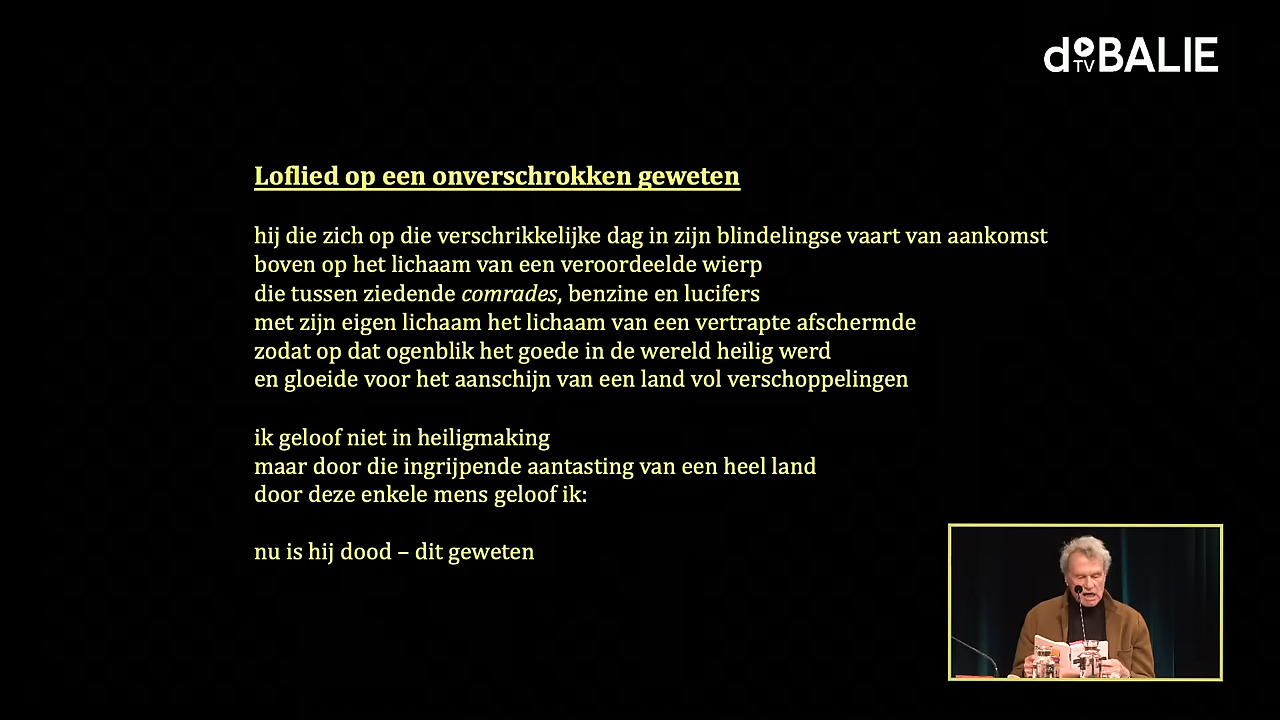 doBALIE
TV
Loflied op een onverschrokken geweten
hij die zich op die verschrikkelijke dag in zijn blindelingse vaart van aankomst
boven op het lichaam van een veroordeelde wierp
die tussen ziedende comrades, benzine en lucifers
met zijn eigen lichaam het lichaam van een vertrapte afschermde
zodat op dat ogenblik het goede in de wereld heilig werd
en gloeide voor het aanschijn van een land vol verschoppelingen
ik geloof niet in heiligmaking
maar door die ingrijpende aantasting van een heel land
door deze enkele mens geloof ik:
nu is hij dood – dit geweten